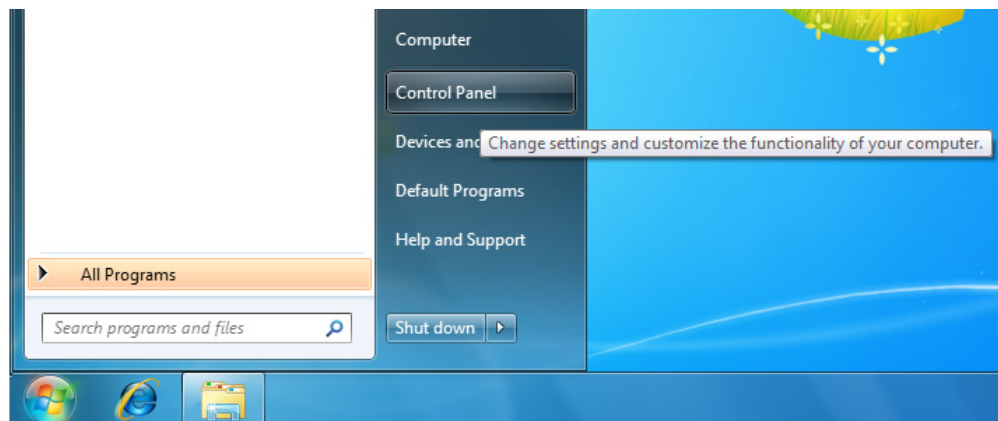 Computer
Control Panel
Devices and
Change settings and customize the functionality of your computer.
Default Programs
Help and Support
All Programs
Search programs and files
Shut down